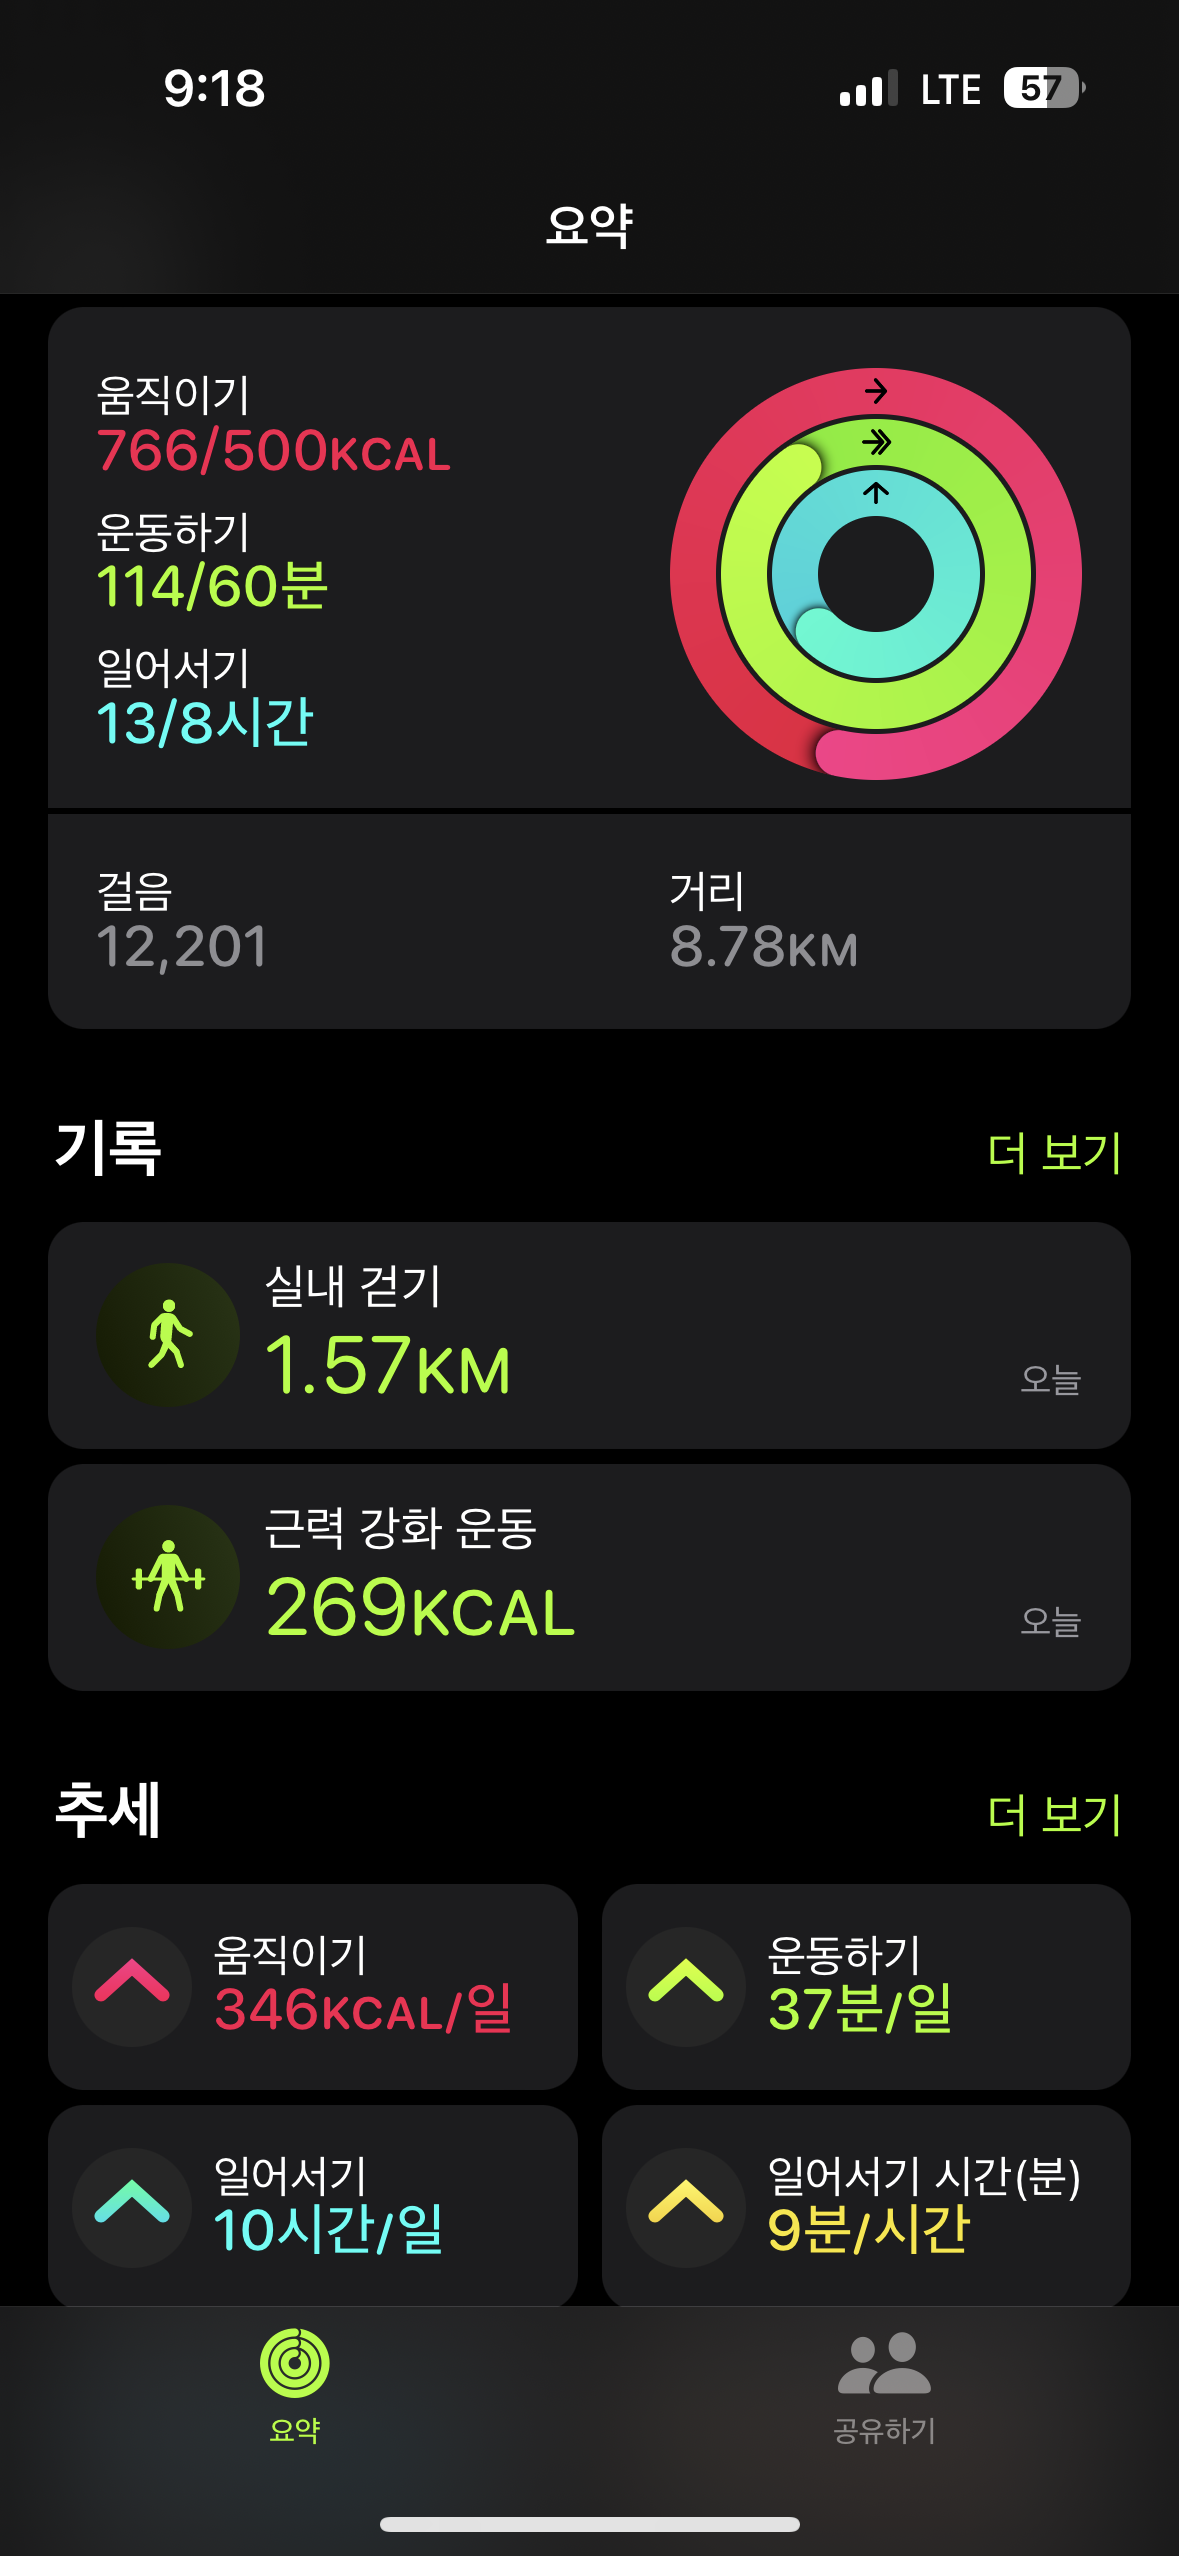 9:18
LTE
57
요약
움직이기
766/500KCAL
운동하기
114/60분
일어서기
13/8시간
걸음
12,201
거리
8.78KM
기록
더 보기
실내 걷기
1.57KM
오늘
근력 강화 운동
269KCAL
오늘
추세
더 보기
움직이기
346KCAL/일
운동하기
37분/일
일어서기
10시간/일
일어서기 시간(분)
9분/시간
요약
공유하기